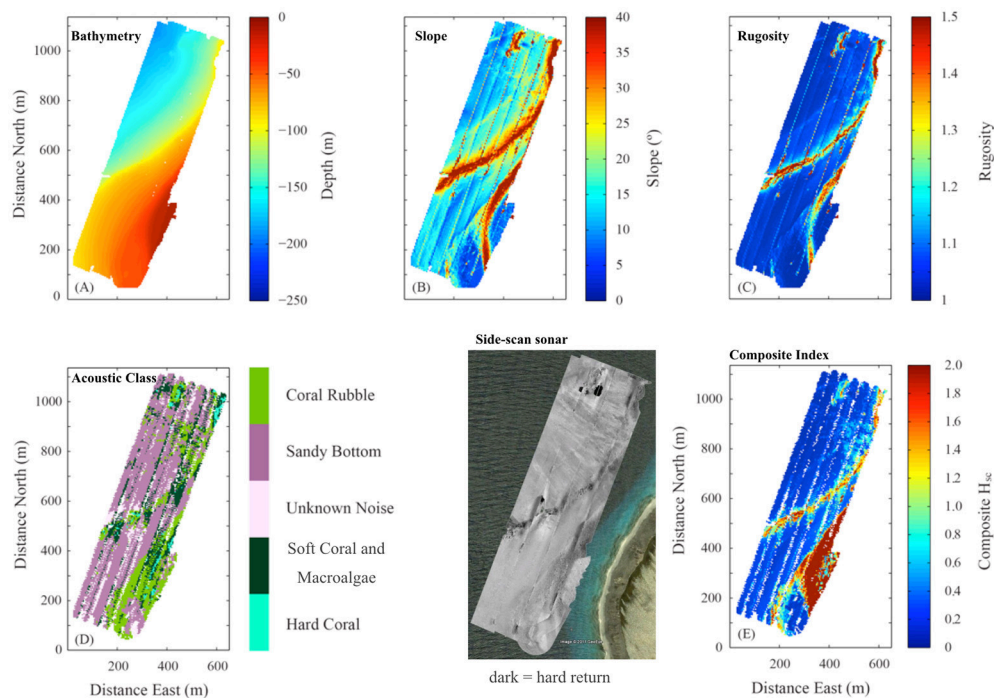 Bathymetry
Distance North (m)
1000
800
600
400
200
0
(A)
0
−50
−100
−150
−200
−250
Depth (m)
Slope
(B)
40
35
30
25
20
15
10
5
0
Slope (º)
Rugosity
(C)
1.5
1.4
1.3
1.2
1.1
1
Rugosity
Acoustic Class
Distance North (m)
1000
800
600
400
200
0
(D)
200 400 600
Distance East (m)
Coral Rubble
Sandy Bottom
Unknown Noise
Soft Coral and
Macroalgae
Hard Coral
Side-scan sonar
dark = hard return
Composite Index
Distance North (m)
1000
800
600
400
200
0
(E)
0 200 400 600
Distance East (m)
2.0
1.8
1.6
1.4
1.2
1.0
0.8
0.6
0.4
0.2
0
Composite Hsc